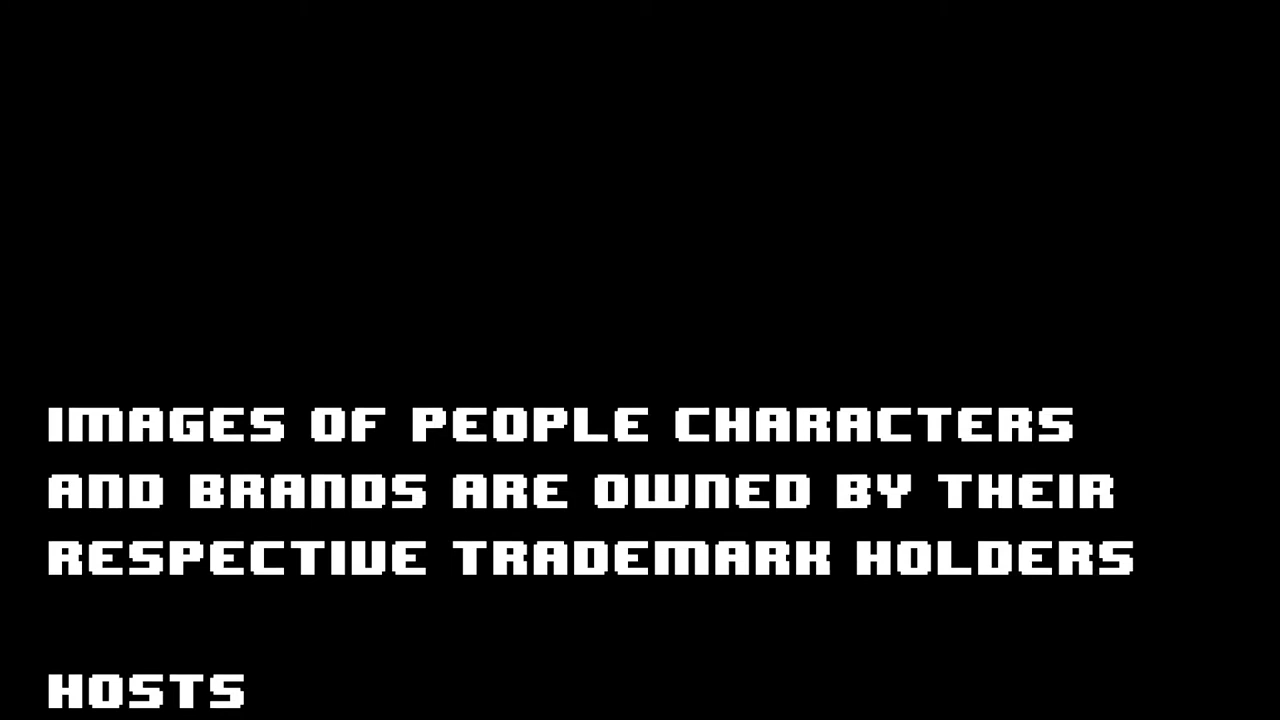 IMAGES OF PEOPLE CHARACTERS
AND BRANDS ARE OWNED BY THEIR
RESPECTIVE TRADEMARK HOLDERS
HOSTS